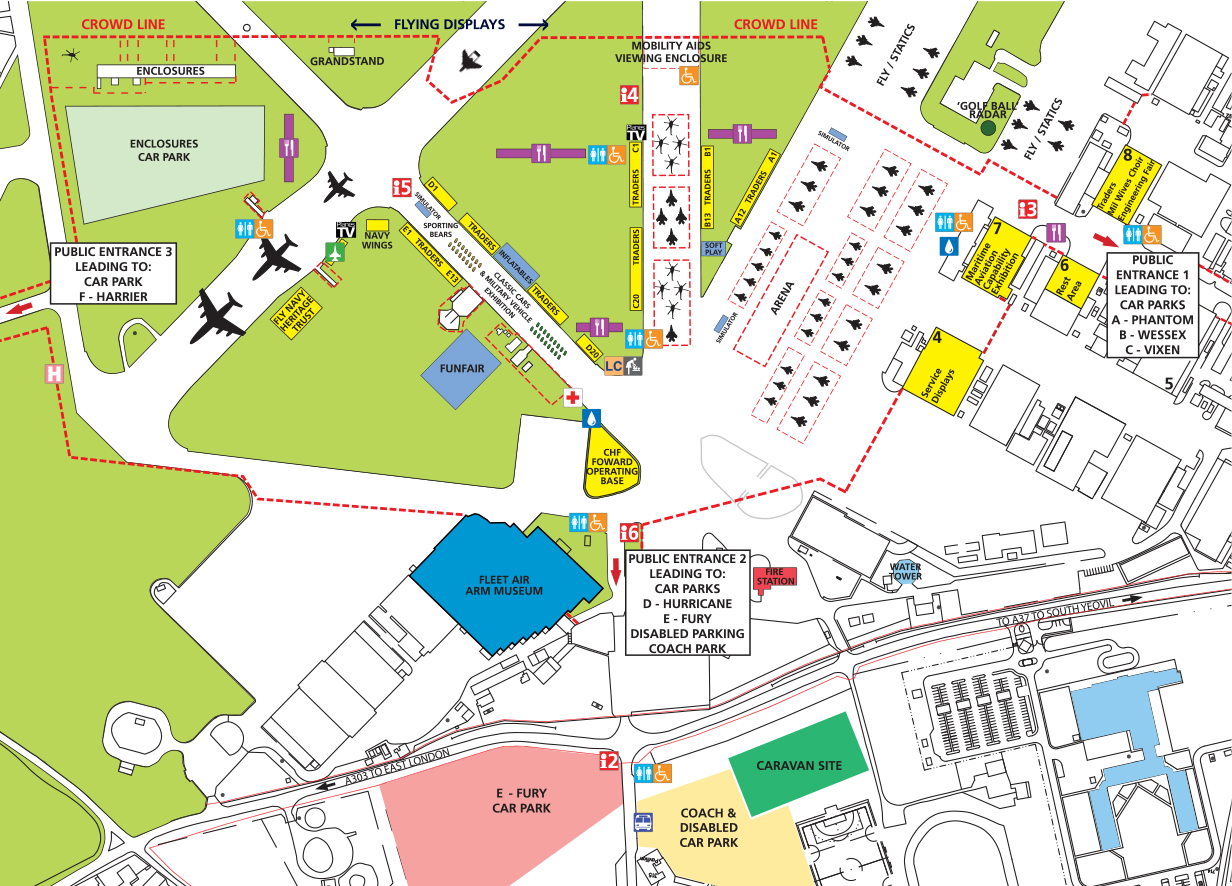 CROWD LINE
FLYING DISPLAYS
CROWD LINE
GRANDSTAND
ENCLOSURES
MOBILITY AIDS
VIEWING ENCLOSURE
FLY / STATICS
'GOLF BALL'
RADAR
FLY / STATICS
ENCLOSURES
CAR PARK
i4
TV
C1
TRADERS
TRADERS
C20
B1
TRADERS
B13
A1
TRADERS
A12
SIMULATOR
8
Traders
Mil Wives Choir
Engineering Fair
i5
D1
SIMULATOR
SPORTING
BEARS
TRADERS
INFLATABLES
TRADERS
D20
E1
TRADERS
E13
CLASSIC CARS
& MILITARY VEHICLE
EXHIBITION
TV
NAVY
WINGS
FLY NAVY
HERITAGE
TRUST
SOFT
PLAY
ARENA
SIMULATOR
i3
7
Maritime
Aviation
Capability
Exhibition
6
Rest
Area
4
Service
Displays
5
PUBLIC ENTRANCE 3
LEADING TO:
CAR PARK
F - HARRIER
PUBLIC
ENTRANCE 1
LEADING TO:
CAR PARKS
A - PHANTOM
B - WESSEX
C - VIXEN
H
FUNFAIR
LC
CHF
FOWARD
OPERATING
BASE
i6
PUBLIC ENTRANCE 2
LEADING TO:
CAR PARKS
D - HURRICANE
E - FURY
DISABLED PARKING
COACH PARK
FLEET AIR
ARM MUSEUM
FIRE
STATION
WATER
TOWER
TO A37 TO SOUTH YEOVIL
A303 TO EAST LONDON
i2
E - FURY
CAR PARK
CARAVAN SITE
COACH &
DISABLED
CAR PARK